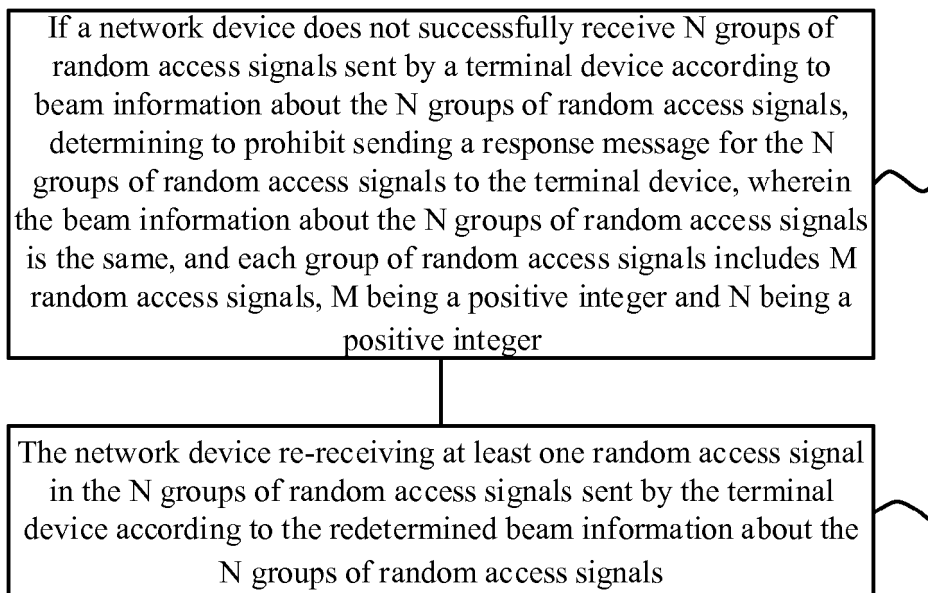 If a network device does not successfully receive N groups of
random access signals sent by a terminal device according to
beam information about the N groups of random access signals,
determining to prohibit sending a response message for the N
groups of random access signals to the terminal device, wherein
the beam information about the N groups of random access signals
is the same, and each group of random access signals includes M
random access signals, M being a positive integer and N being a
positive integer
The network device re-receiving at least one random access signal
in the N groups of random access signals sent by the terminal
device according to the redetermined beam information about the
N groups of random access signals